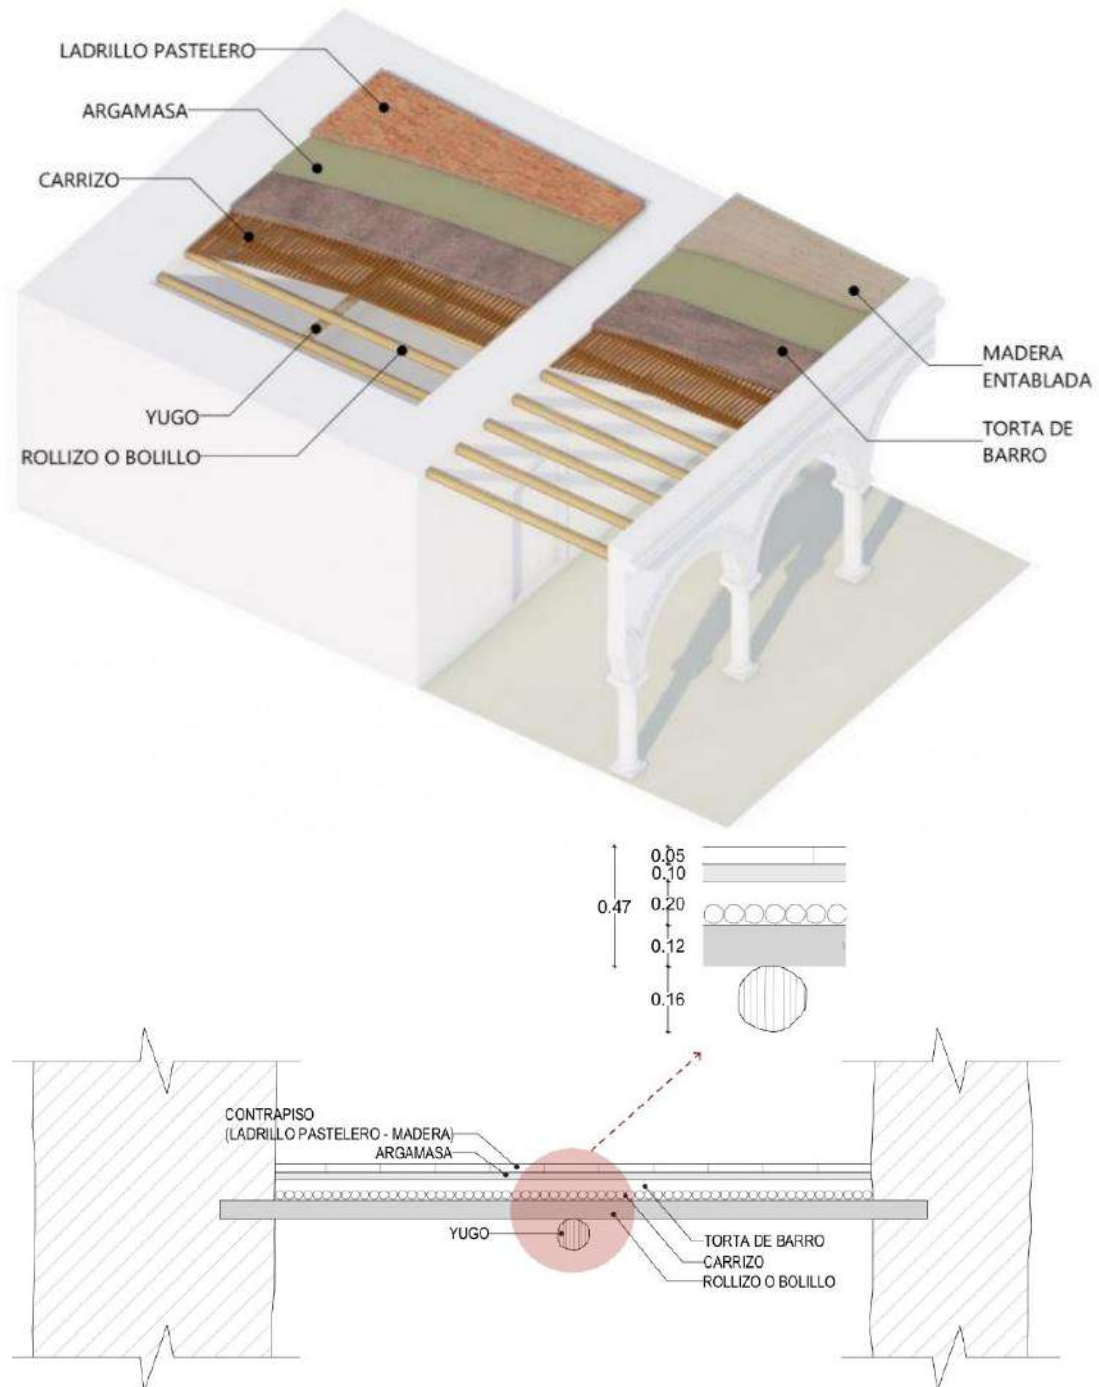 LADRILLO PASTELERO
ARGAMASA
CARRIZO
YUGO
ROLLIZO O BOLILLO
MADERA
ENTABLADA
TORTA DE
BARRO
0.05
0.10
0.47
0.20
0.12
0.16
CONTRAPISO
(LADRILLO PASTELERO - MADERA)
ARGAMASA
YUGO
TORTA DE BARRO
CARRIZO
ROLLIZO O BOLILLO